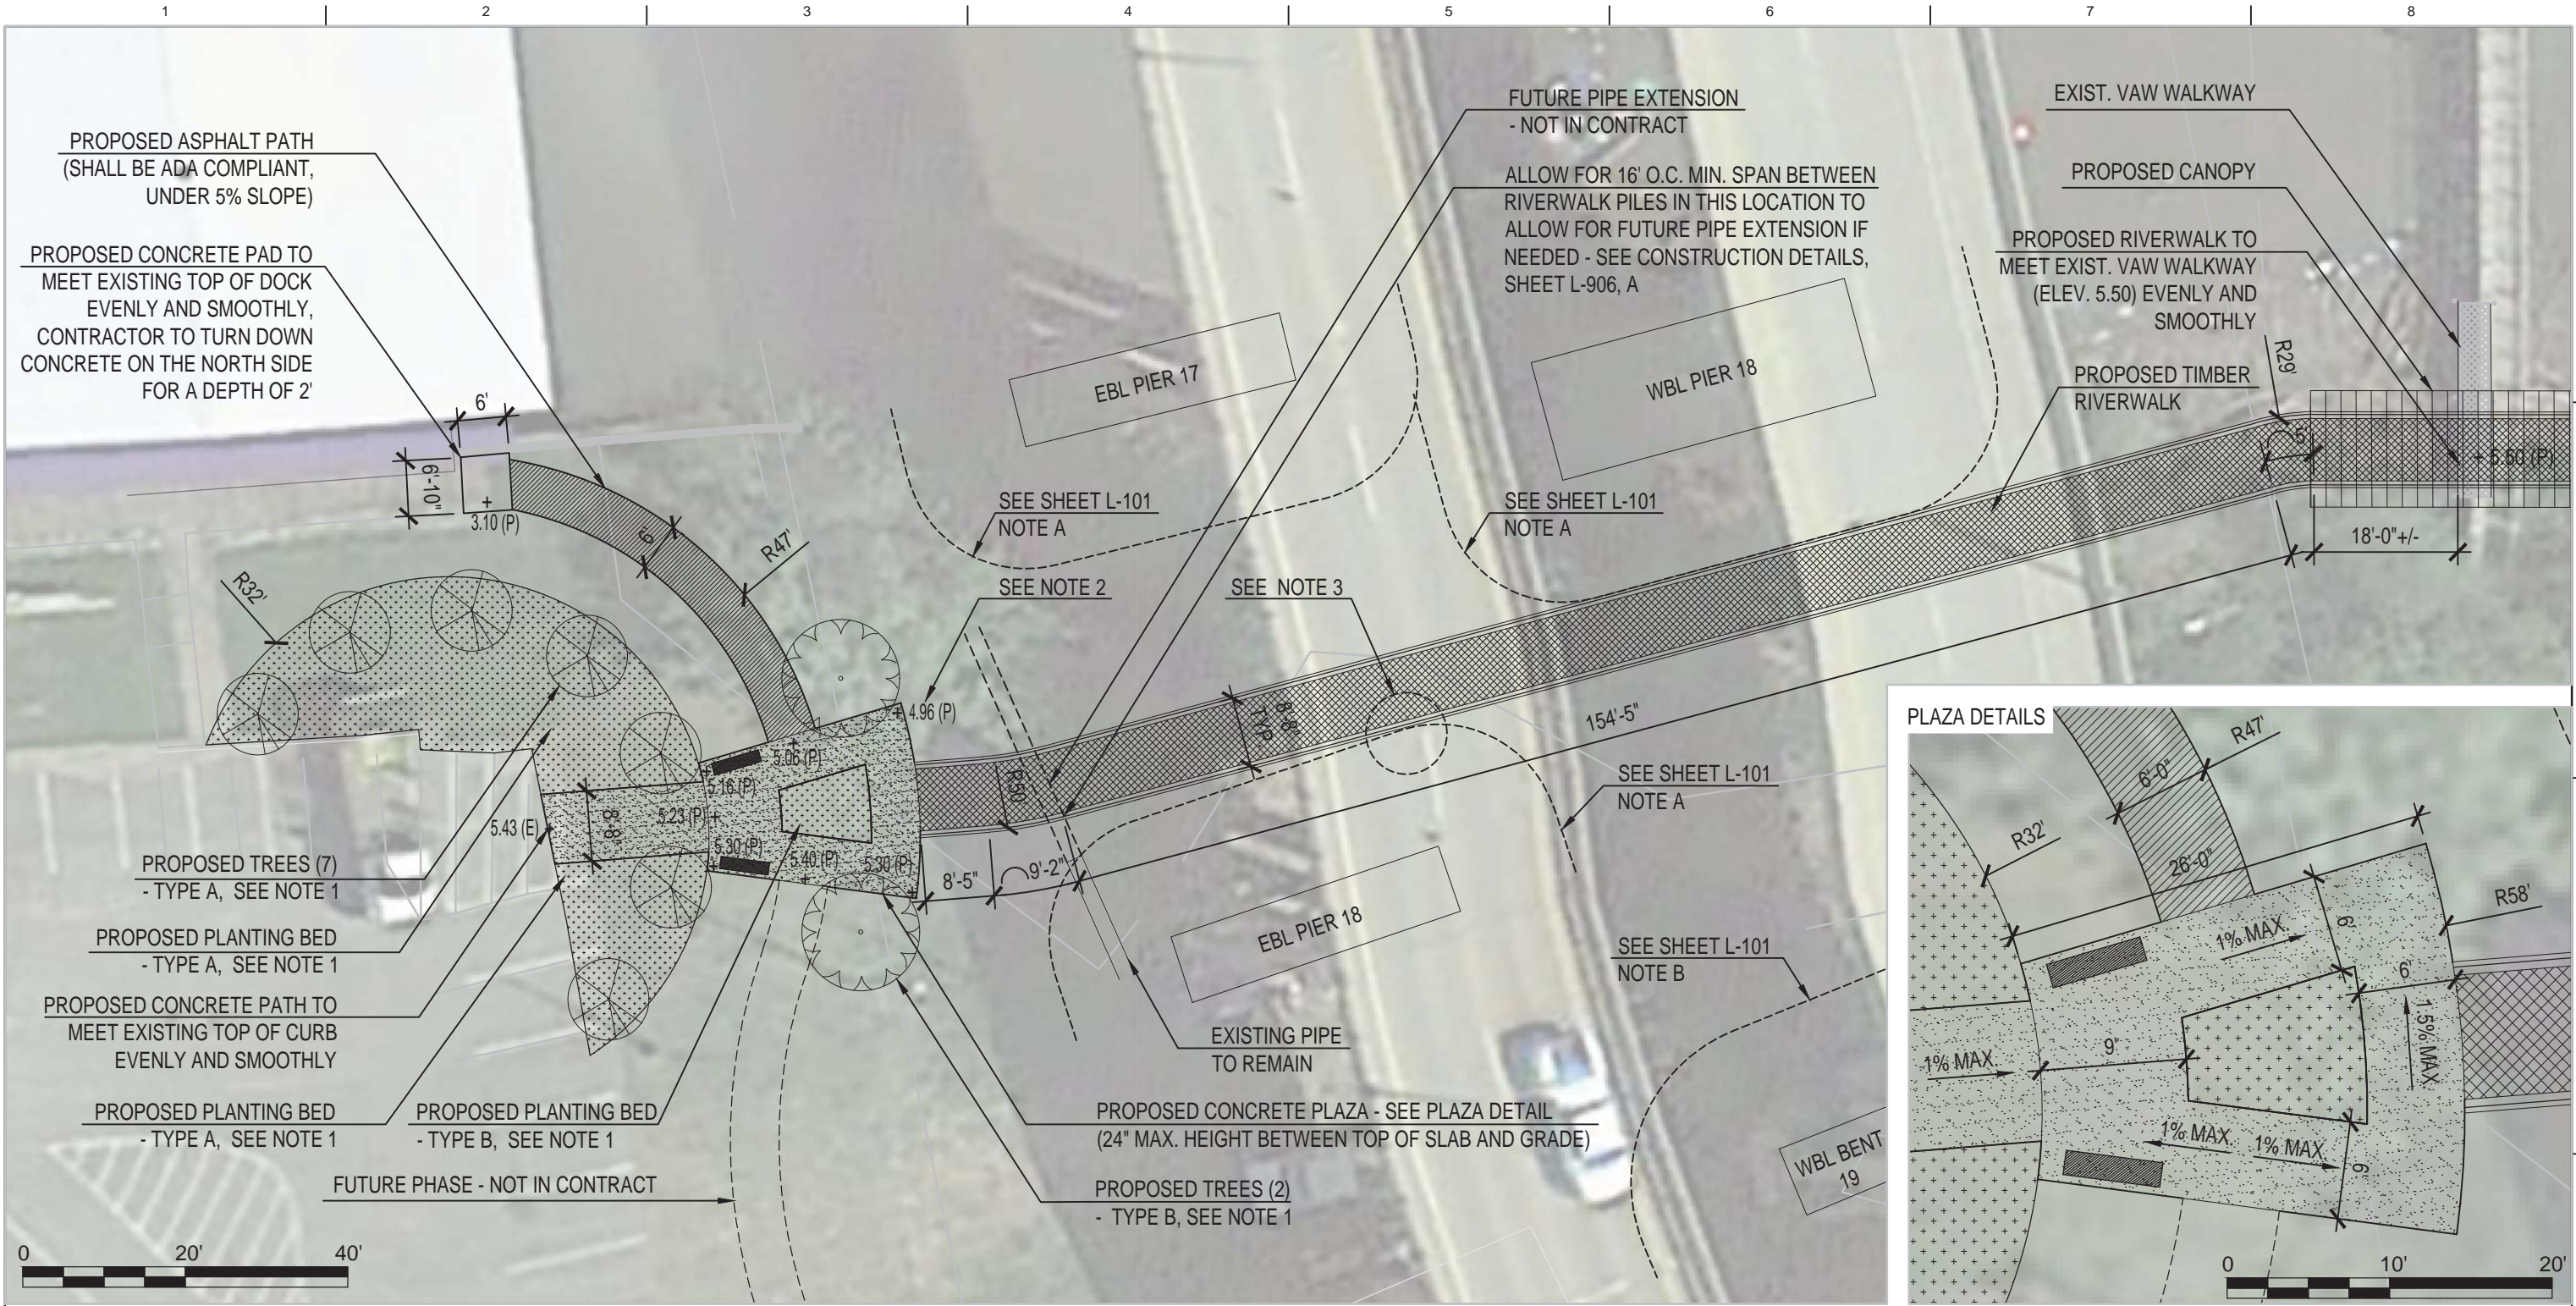 1 2 3 4 5 6 7 8
PROPOSED ASPHALT PATH
(SHALL BE ADA COMPLIANT,
UNDER 5% SLOPE)
PROPOSED CONCRETE PAD TO
MEET EXISTING TOP OF DOCK
EVENLY AND SMOOTHLY,
CONTRACTOR TO TURN DOWN
CONCRETE ON THE NORTH SIDE
FOR A DEPTH OF 2'
6'
6'-10"
3.10 (P)
6'
R47'
R32'
FUTURE PIPE EXTENSION
- NOT IN CONTRACT
ALLOW FOR 16' O.C. MIN. SPAN BETWEEN
RIVERWALK PILES IN THIS LOCATION TO
ALLOW FOR FUTURE PIPE EXTENSION IF
NEEDED - SEE CONSTRUCTION DETAILS,
SHEET L-906, A
EXIST. VAW WALKWAY
PROPOSED CANOPY
PROPOSED RIVERWALK TO
MEET EXIST. VAW WALKWAY
(ELEV. 5.50) EVENLY AND
SMOOTHLY
PROPOSED TIMBER
RIVERWALK
R29'
5'
5.50 (P)
18'-0"+/-
EBL PIER 17
WBL PIER 18
SEE SHEET L-101
NOTE A
SEE SHEET L-101
NOTE A
SEE NOTE 2
SEE NOTE 3
4.96 (P)
5.06 (P)
5.16 (P)
5.23 (P)
5.30 (P)
5.40 (P)
5.30 (P)
5.43 (E)
8'-8"
R50'
8'-8"
TYP
154'-5"
8'-5"
9'-2"
SEE SHEET L-101
NOTE A
EBL PIER 18
SEE SHEET L-101
NOTE B
WBL BENT
19
EXISTING PIPE
TO REMAIN
PROPOSED TREES (7)
- TYPE A, SEE NOTE 1
PROPOSED PLANTING BED
- TYPE A, SEE NOTE 1
PROPOSED CONCRETE PATH TO
MEET EXISTING TOP OF CURB
EVENLY AND SMOOTHLY
PROPOSED PLANTING BED
- TYPE A, SEE NOTE 1
PROPOSED PLANTING BED
- TYPE B, SEE NOTE 1
FUTURE PHASE - NOT IN CONTRACT
PROPOSED CONCRETE PLAZA - SEE PLAZA DETAIL
(24" MAX. HEIGHT BETWEEN TOP OF SLAB AND GRADE)
PROPOSED TREES (2)
- TYPE B, SEE NOTE 1
0 20' 40'
PLAZA DETAILS
R47'
6'-0"
R32'
26'-0"
R58'
1% MAX
6'
6'
1.5% MAX
9'
1% MAX
1% MAX
1% MAX
6'
0 10' 20'